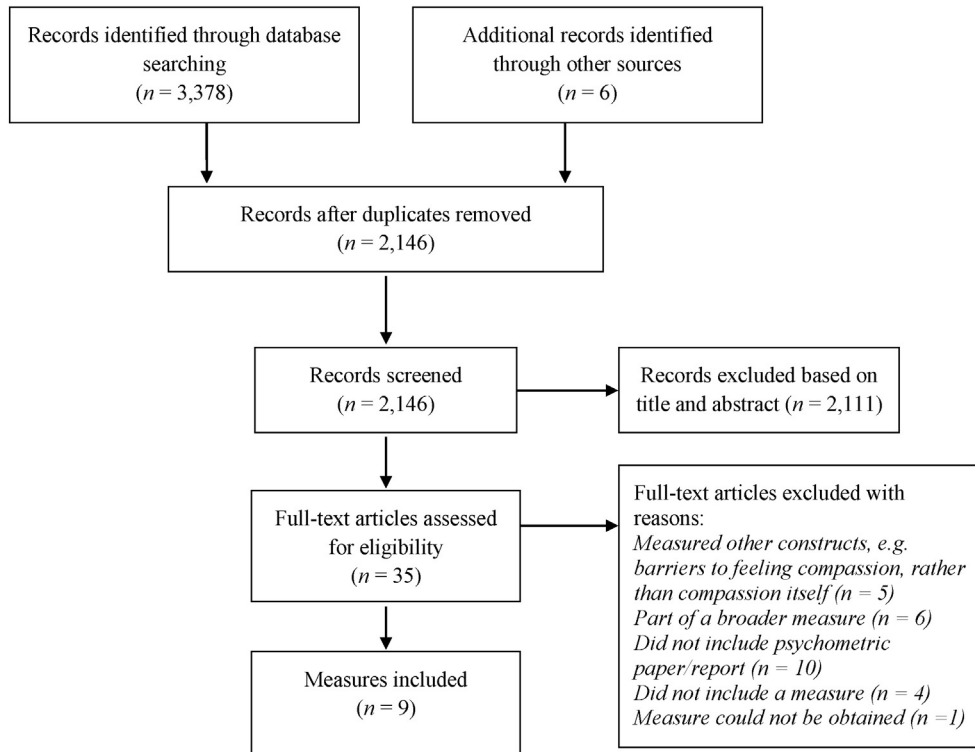 Records identified through database
searching
(n = 3,378)
Additional records identified
through other sources
(n = 6)
Records after duplicates removed
(n = 2,146)
Records screened
(n = 2,146)
Records excluded based on
title and abstract (n = 2,111)
Full-text articles assessed
for eligibility
(n = 35)
Full-text articles excluded with
reasons:
Measured other constructs, e.g.
barriers to feeling compassion, rather
than compassion itself (n = 5)
Part of a broader measure (n = 6)
Did not include psychometric
paper/report (n = 10)
Did not include a measure (n = 4)
Measure could not be obtained (n =1)
Measures included
(n = 9)